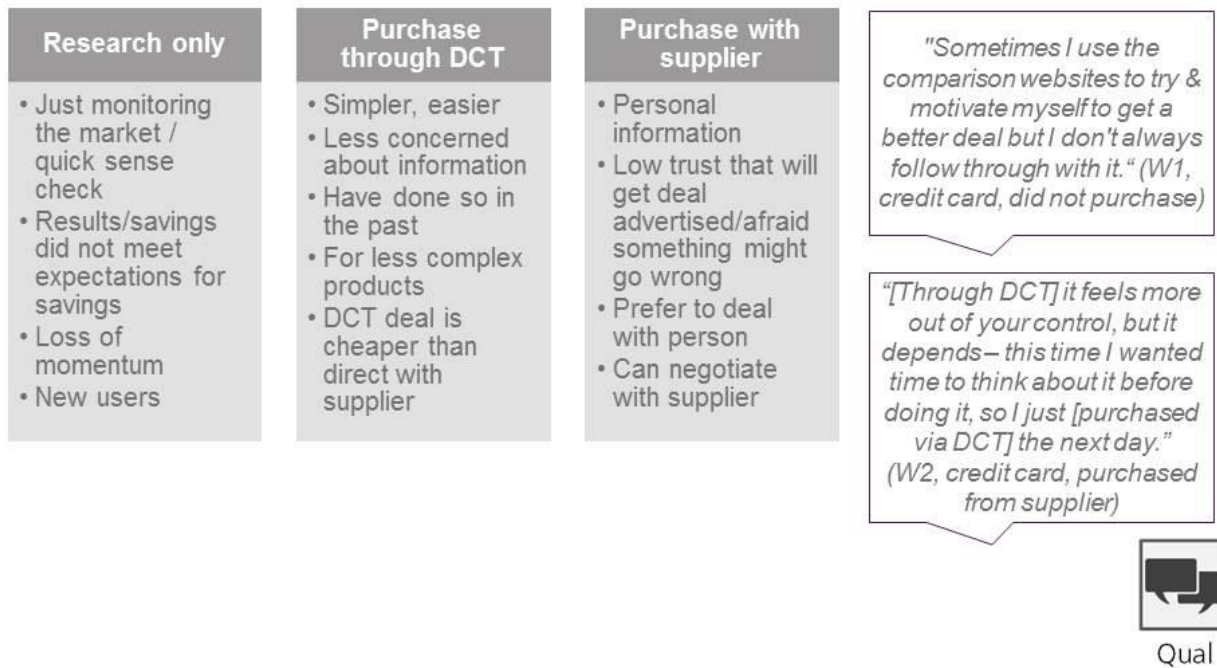 Research only
• Just monitoring
the market /
quick sense
check
• Results/savings
did not meet
expectations for
savings
• Loss of
momentum
• New users
Purchase
through DCT
• Simpler, easier
• Less concerned
about information
• Have done so in
the past
• For less complex
products
• DCT deal is
cheaper than
direct with
supplier
Purchase with
supplier
• Personal
information
• Low trust that will
get deal
advertised/afraid
something might
go wrong
• Prefer to deal
with person
• Can negotiate
with supplier
"Sometimes I use the
comparison websites to try &
motivate myself to get a
better deal but I don't always
follow through with it.“ (W1,
credit card, did not purchase)
“[Through DCT] it feels more
out of your control, but it
depends– this time I wanted
time to think about it before
doing it, so I just [purchased
via DCT] the next day.”
(W2, credit card, purchased
from supplier)
Qual